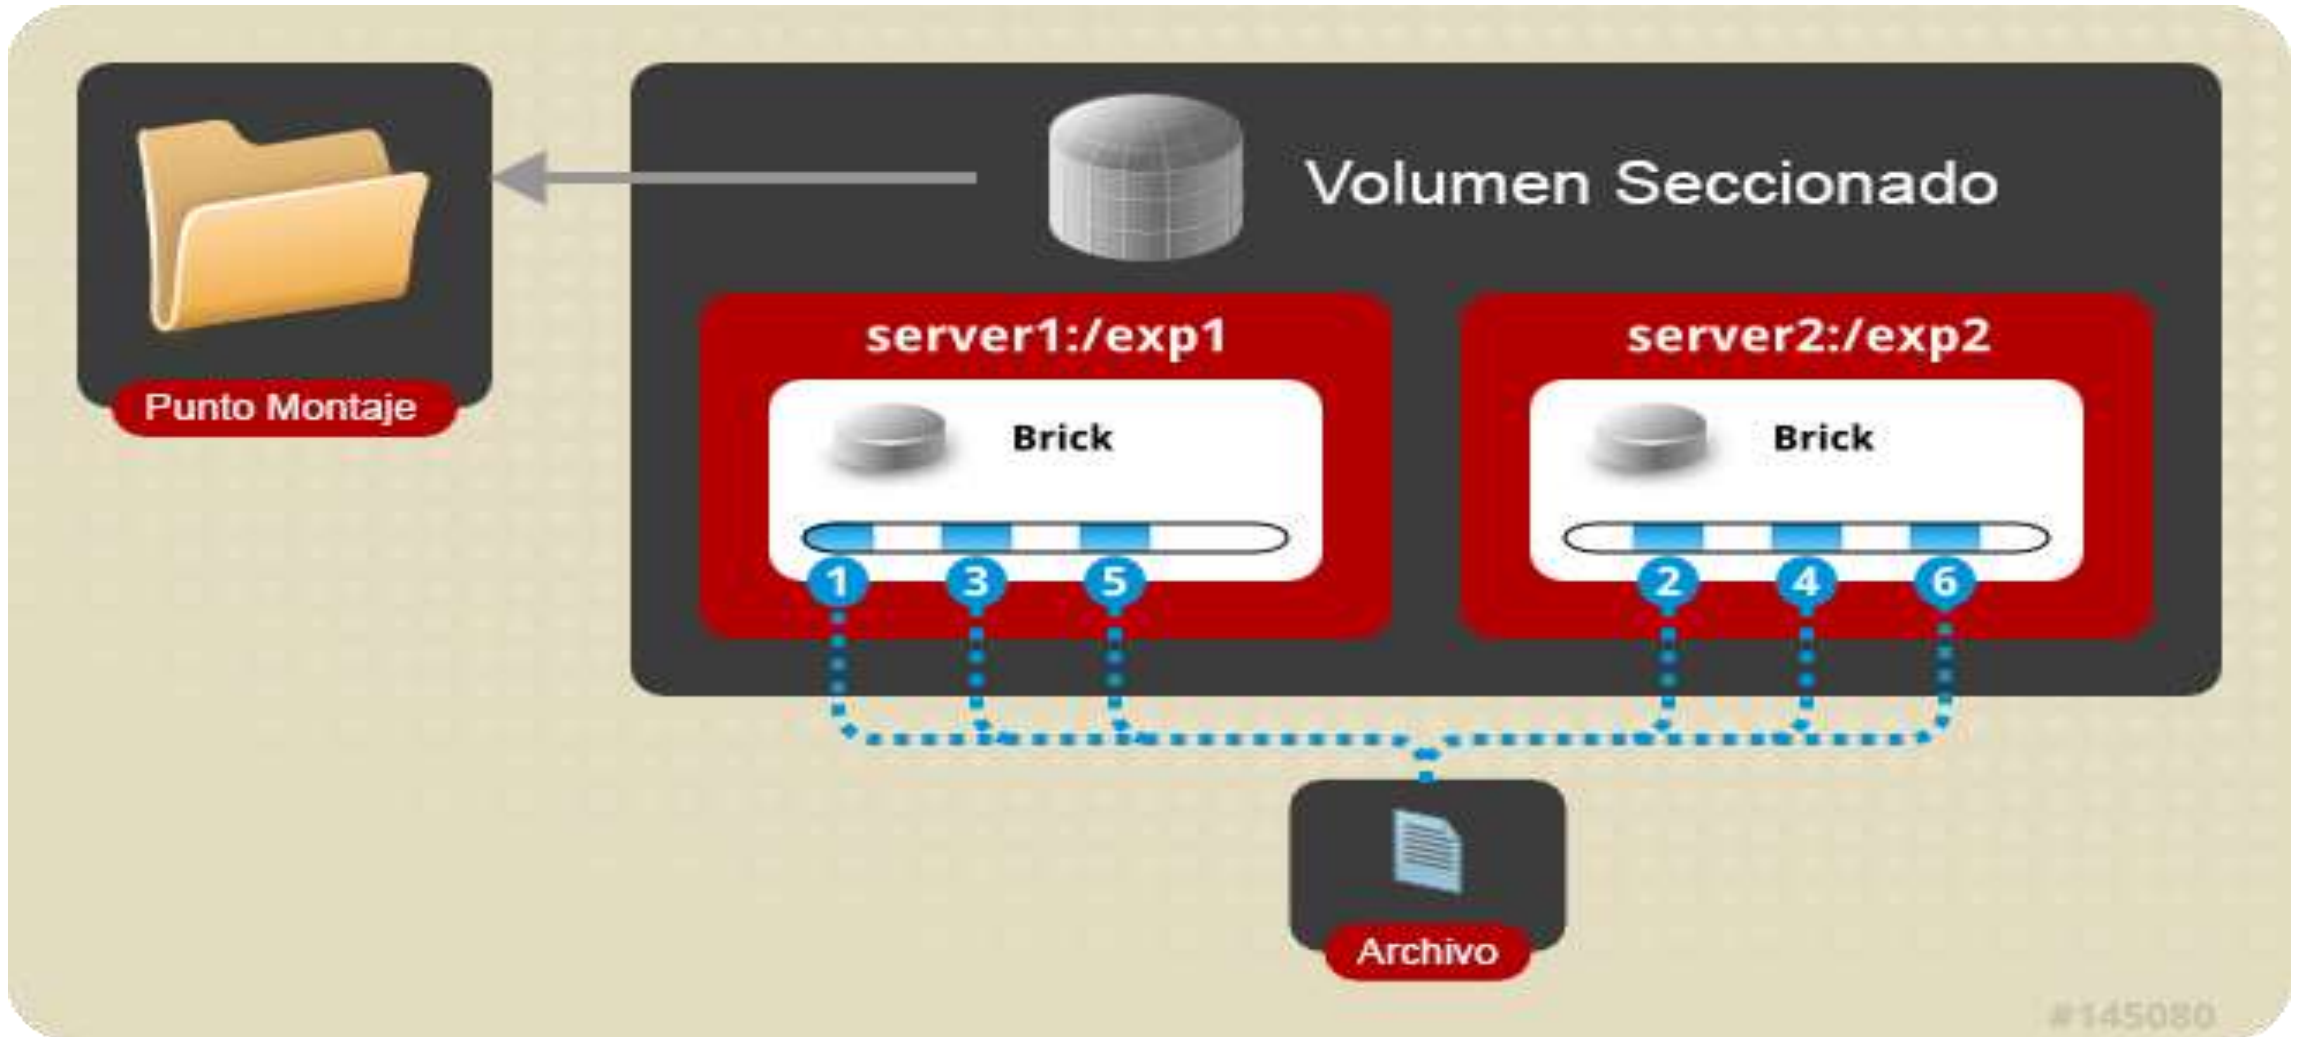 Volumen Seccionado
Punto Montaje
server1:/exp1
server2:/exp2
Brick
Brick
1 3 5
2 4 6
Archivo
#145080